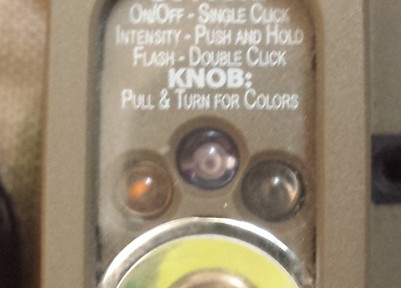 On/Off - Single Click
Intensity - Push and Hold
Flash - Double Click
KNOB:
Pull & Turn for Colors